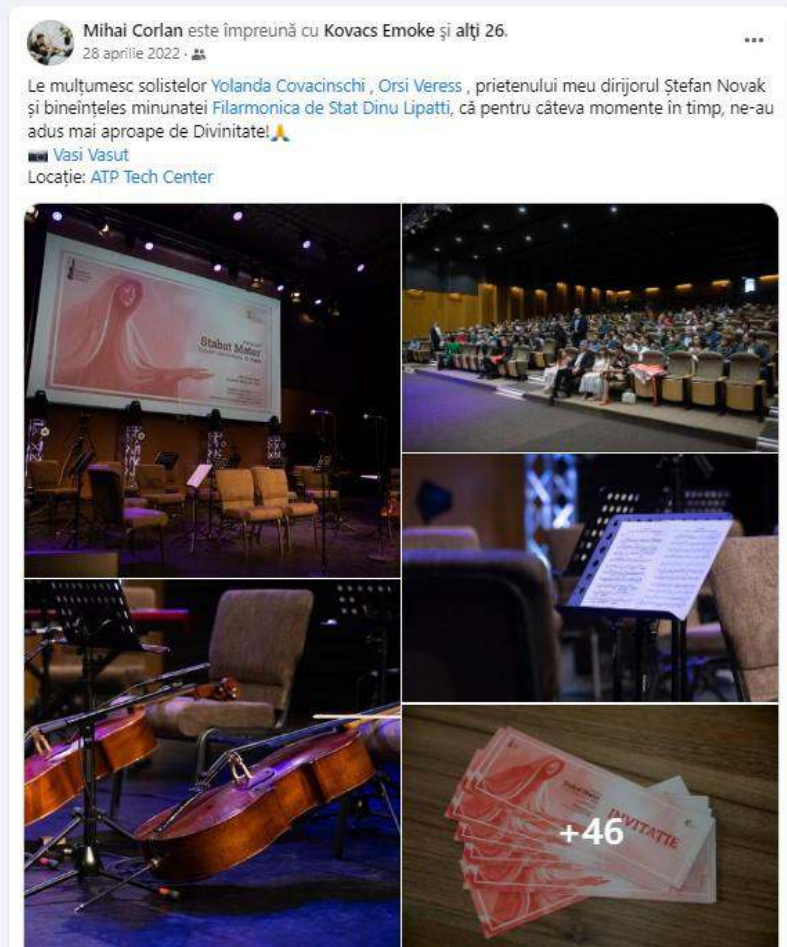 Mihai Corlan este împreună cu Kovacs Emoke și alți 26.
28 aprilie 2022 ·
Le mulțumesc solistelor Yolanda Covacinschi , Orsi Veress , prietenului meu dirijorul Ștefan Novak
și bineînțeles minunatei Filarmonica de Stat Dinu Lipatti, că pentru câteva momente în timp, ne-au
adus mai aproape de Divinitate!🙏
📷 Vasi Vasut
Locație: ATP Tech Center
Stabat Mater
Stabat Mater
INVITAȚIE
+46